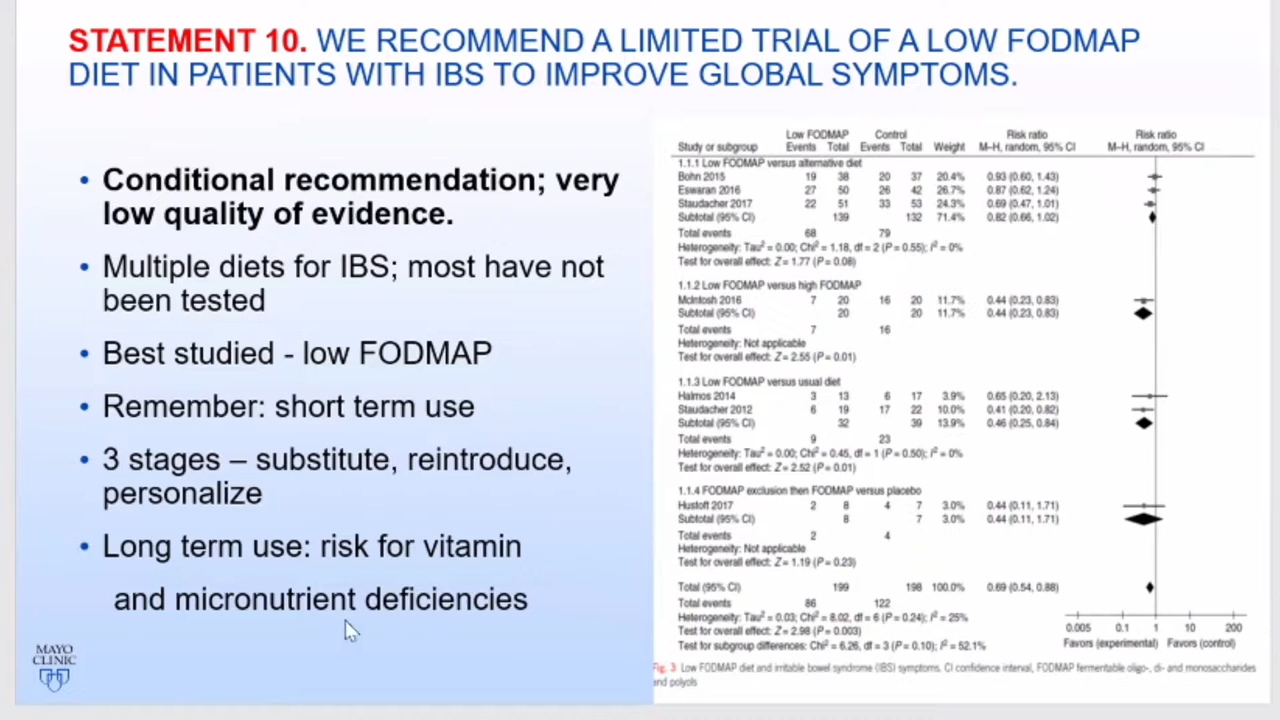 STATEMENT 10. WE RECOMMEND A LIMITED TRIAL OF A LOW FODMAP
DIET IN PATIENTS WITH IBS TO IMPROVE GLOBAL SYMPTOMS.
• Conditional recommendation; very
low quality of evidence.
• Multiple diets for IBS; most have not
been tested
• Best studied - low FODMAP
• Remember: short term use
• 3 stages – substitute, reintroduce,
personalize
• Long term use: risk for vitamin
and micronutrient deficiencies
MAYO
CLINIC
Low FODMAP Control Risk ratio Risk ratio
Study or subgroup Events Total Events Total Weight M–H, random, 95% CI M–H, random, 95% CI
1.1.1 Low FODMAP versus alternative diet
Bohn 2015 19 38 20 37 20.4% 0.93 (0.60, 1.43)
Eswaran 2016 27 50 26 42 26.7% 0.87 (0.62, 1.24)
Staudacher 2017 22 51 33 53 24.3% 0.69 (0.47, 1.01)
Subtotal (95% CI) 139 132 71.4% 0.82 (0.66, 1.02)
Total events 68 79
Heterogeneity: Tau² = 0.00; Chi² = 1.18, df = 2 (P = 0.55); I² = 0%
Test for overall effect: Z = 1.77 (P = 0.08)
1.1.2 Low FODMAP versus high FODMAP
McIntosh 2016 7 20 16 20 11.7% 0.44 (0.23, 0.83)
Subtotal (95% CI) 20 20 11.7% 0.44 (0.23, 0.83)
Total events 7 16
Heterogeneity: Not applicable
Test for overall effect: Z = 2.55 (P = 0.01)
1.1.3 Low FODMAP versus usual diet
Halmos 2014 3 13 6 17 3.9% 0.65 (0.20, 2.13)
Staudacher 2012 6 19 17 22 10.0% 0.41 (0.20, 0.82)
Subtotal (95% CI) 32 39 13.9% 0.46 (0.25, 0.84)
Total events 9 23
Heterogeneity: Tau² = 0.00; Chi² = 0.45, df = 1 (P = 0.50); I² = 0%
Test for overall effect: Z = 2.52 (P = 0.01)
1.1.4 FODMAP exclusion then FODMAP versus placebo
Hustoft 2017 2 8 4 7 3.0% 0.44 (0.11, 1.71)
Subtotal (95% CI) 8 7 3.0% 0.44 (0.11, 1.71)
Total events 2 4
Heterogeneity: Not applicable
Test for overall effect: Z = 1.19 (P = 0.23)
Total (95% CI) 199 198 100.0% 0.69 (0.54, 0.88)
Total events 86 122
Heterogeneity: Tau² = 0.03; Chi² = 8.02, df = 6 (P = 0.24); I² = 25%
Test for overall effect: Z = 2.98 (P = 0.003)
Test for subgroup differences: Chi² = 6.26, df = 3 (P = 0.10); I² = 52.1%
0.005 0.1 1 10 200
Favors (experimental) Favors (control)
Fig. 3 Low FODMAP diet and irritable bowel syndrome (IBS) symptoms. CI confidence interval, FODMAP fermentable oligo-, di- and monosaccharides
and polyols